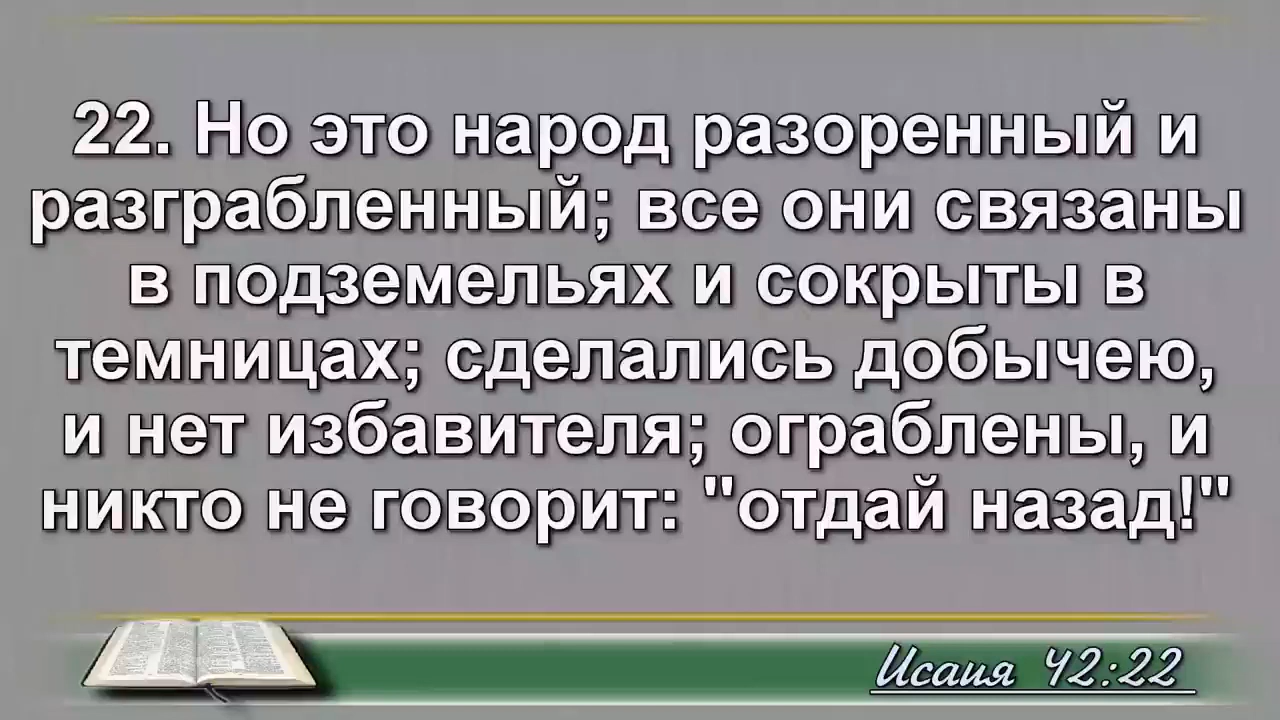 22. Но это народ разоренный и
разграбленный; все они связаны
в подземельях и сокрыты в
темницах; сделались добычею,
и нет избавителя; ограблены, и
никто не говорит: "отдай назад!"
Исаия 42:22